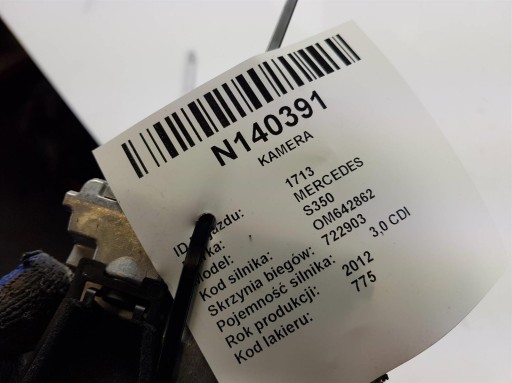 N140391
KAMERA
ID pojazdu: 1713
Marka: MERCEDES
Model: S350
Kod silnika: OM642862
Skrzynia biegów: 722903
Pojemność silnika: 3,0 CDI
Rok produkcji: 2012
Kod lakieru: 775